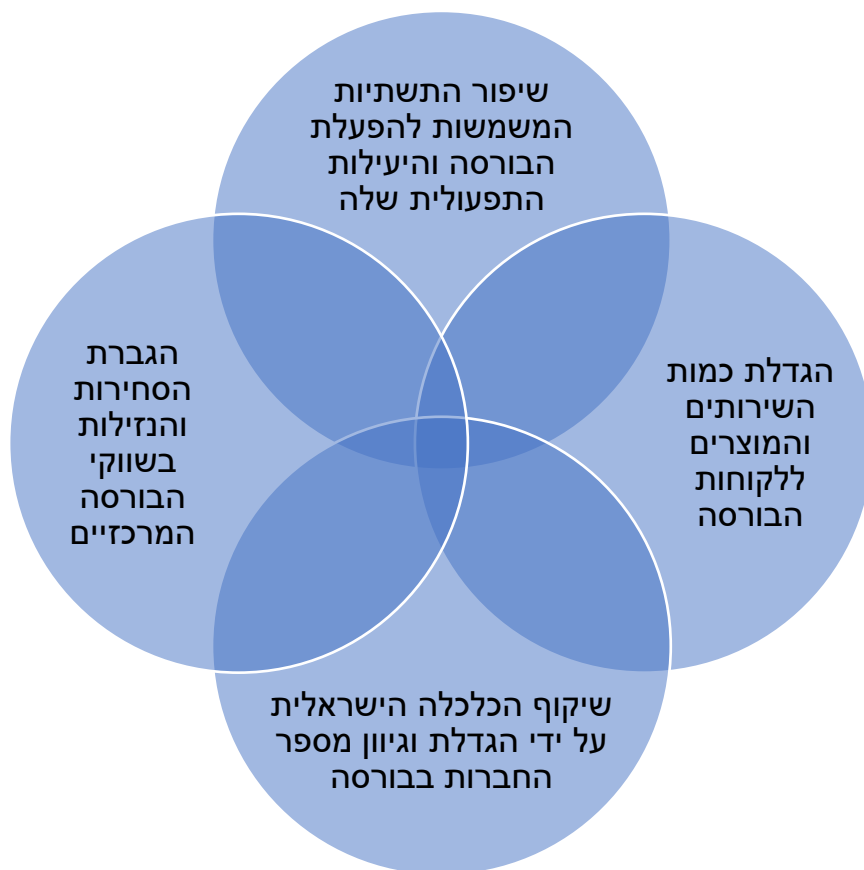 שיפור התשתיות
המשמשות להפעלת
הבורסה והיעילות
התפעולית שלה
הגדלת כמות
השירותים
והמוצרים
ללקוחות
הבורסה
שיקוף הכלכלה הישראלית
על ידי הגדלת וגיוון מספר
החברות בבורסה
הגברת
הסחירות
והנזילות
בשווקי
הבורסה
המרכזיים